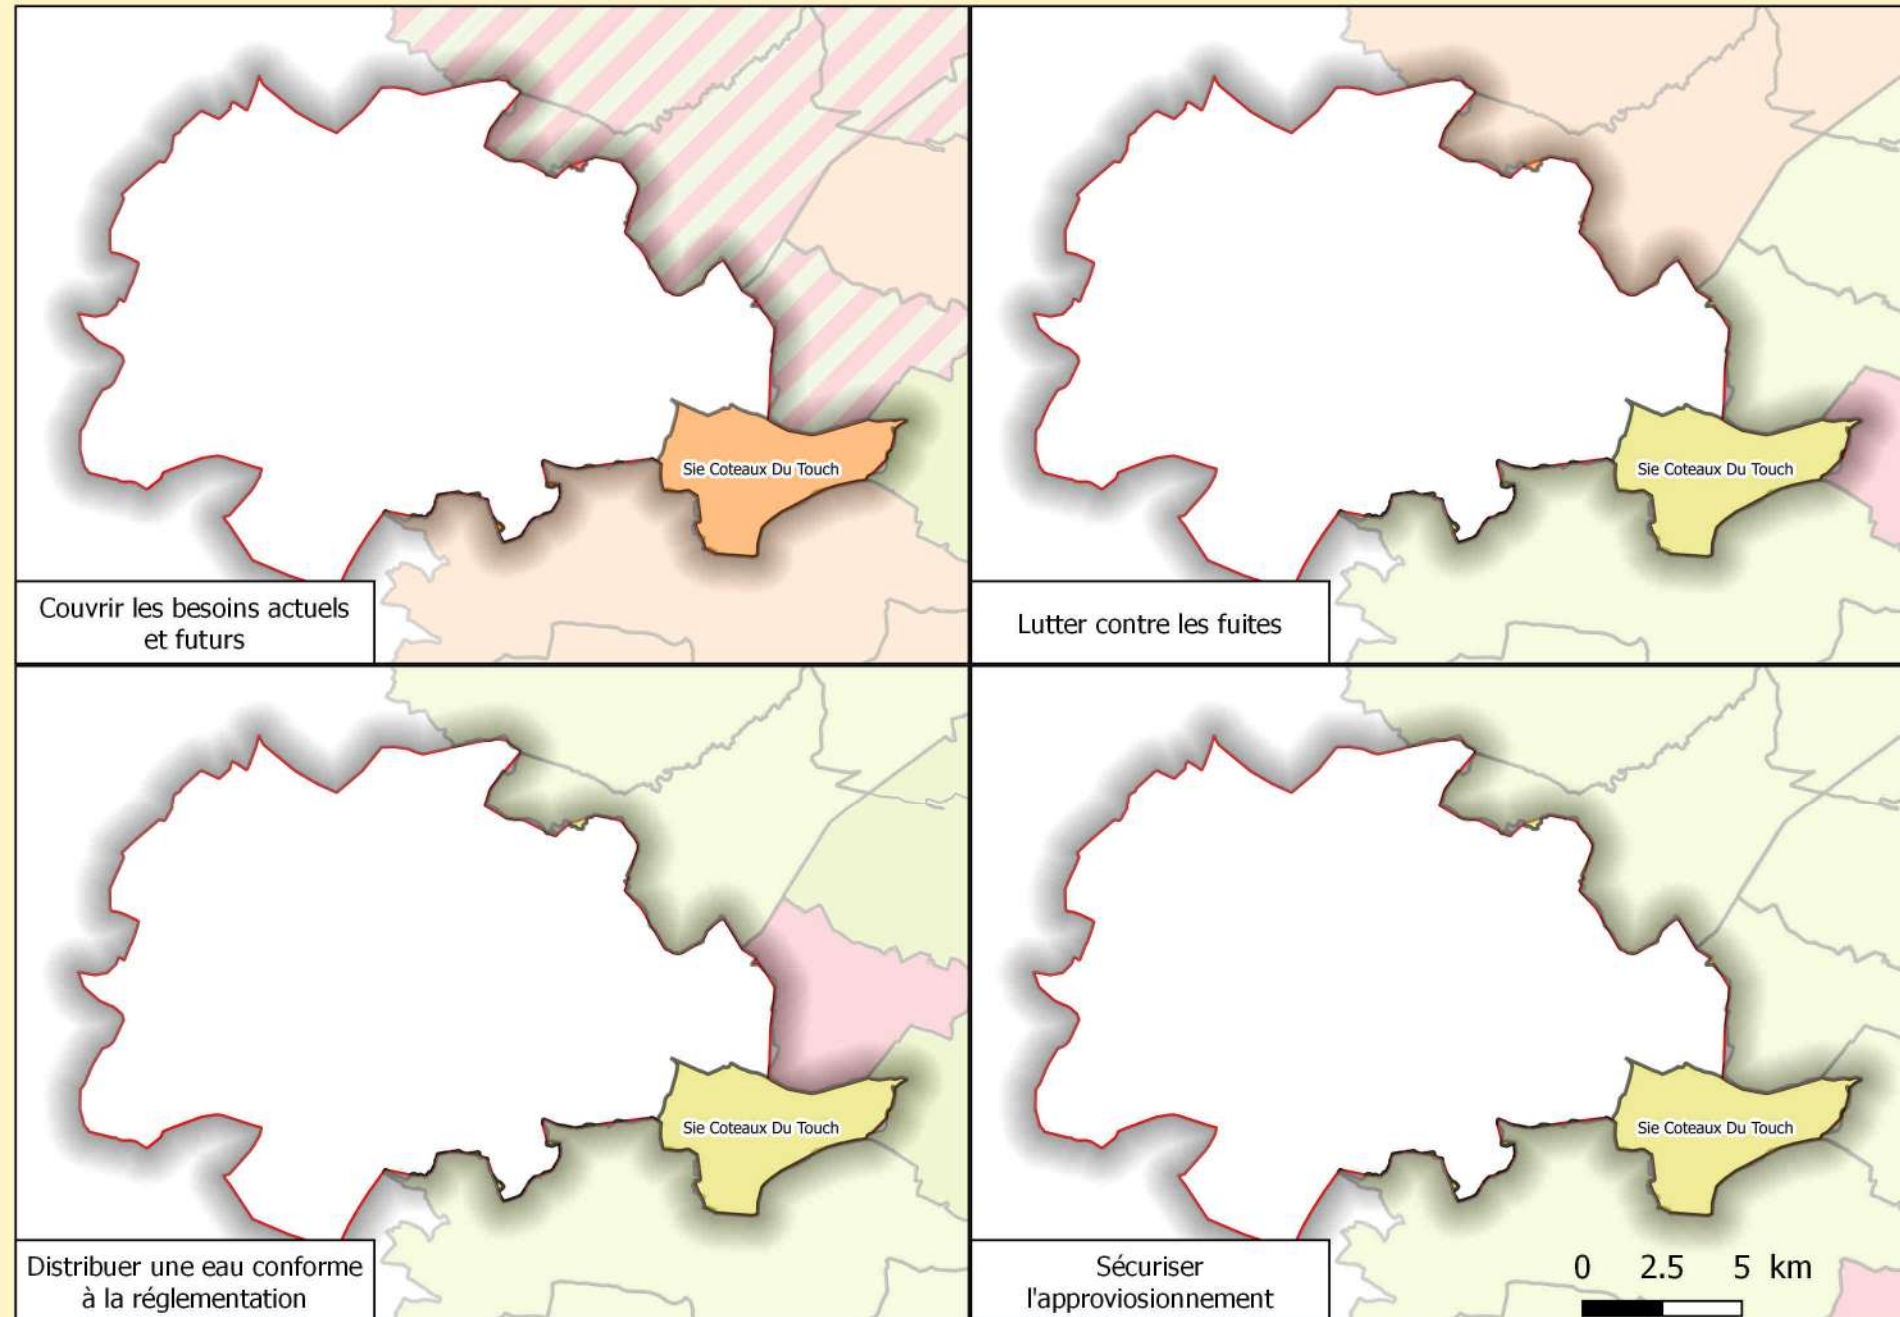 Sie Coteaux Du Touch
Couvrir les besoins actuels
et futurs
Sie Coteaux Du Touch
Lutter contre les fuites
Sie Coteaux Du Touch
Distribuer une eau conforme
à la réglementation
Sie Coteaux Du Touch
Sécuriser
l'approviosionnement
0 2.5 5 km